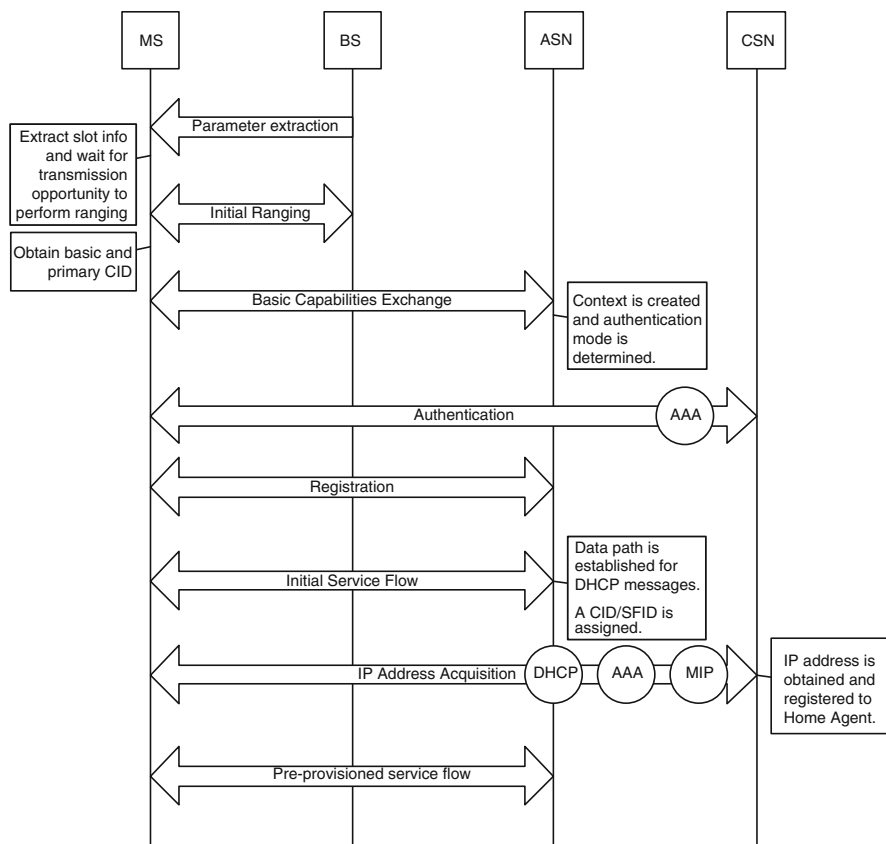 MS
BS
ASN
CSN
Parameter extraction
Extract slot info
and wait for
transmission
opportunity to
perform ranging
Initial Ranging
Obtain basic and
primary CID
Basic Capabilities Exchange
Context is created
and authentication
mode is
determined.
Authentication
AAA
Registration
Initial Service Flow
Data path is
established for
DHCP messages.
A CID/SFID is
assigned.
IP Address Acquisition
DHCP
AAA
MIP
IP address is
obtained and
registered to
Home Agent.
Pre-provisioned service flow